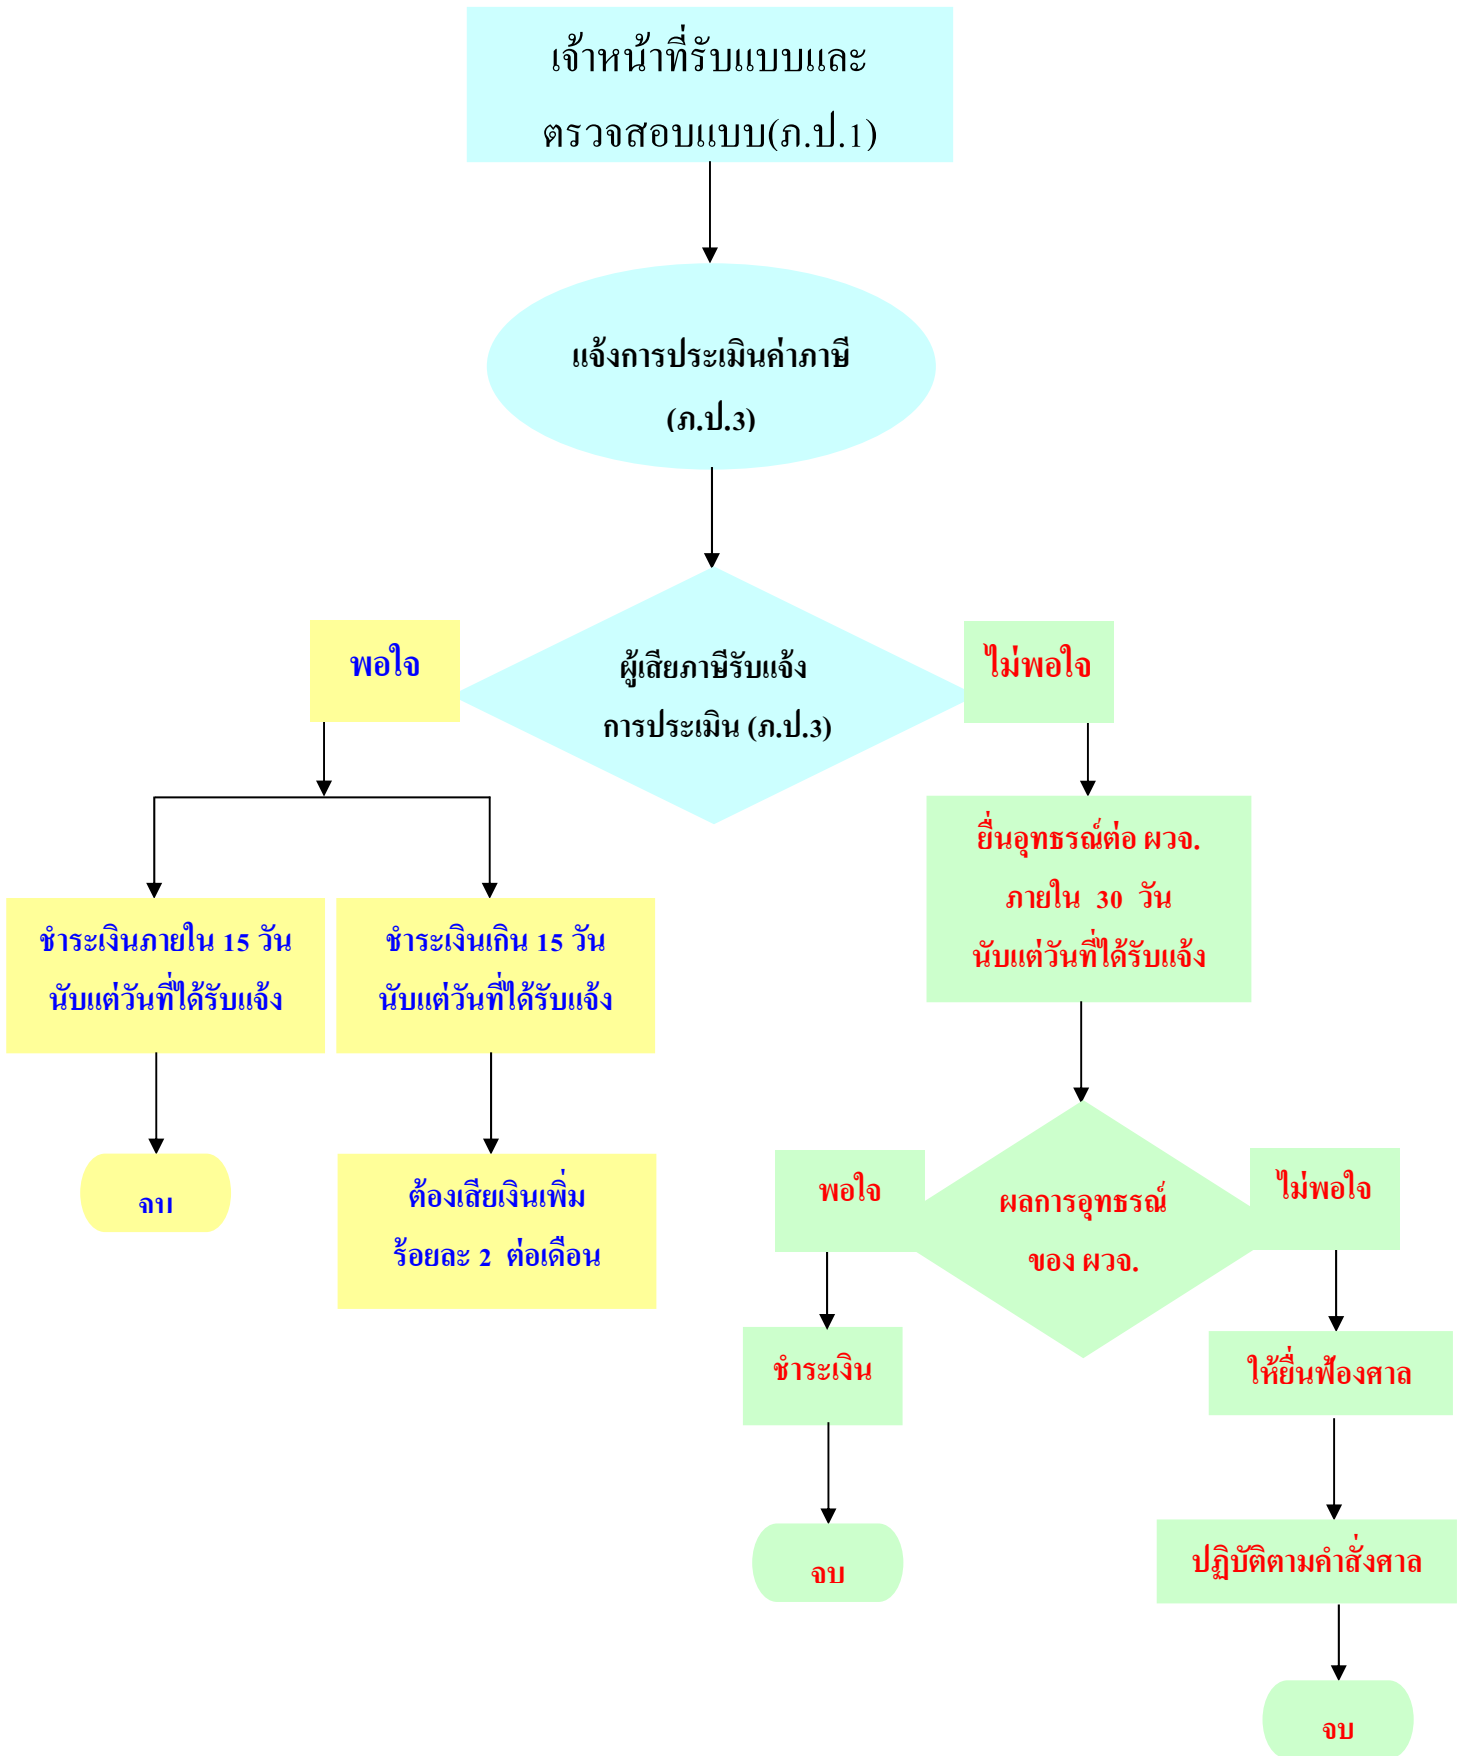 เจ้าหน้าที่รับแบบและ
ตรวจสอบแบบ(ภ.ป.1)
แจ้งการประเมินค่าภาษี
(ภ.ป.3)
ผู้เสียภาษีรับแจ้ง
การประเมิน (ภ.ป.3)
พอใจ
ไม่พอใจ
ชำระเงินภายใน 15 วัน
นับแต่วันที่ได้รับแจ้ง
ชำระเงินเกิน 15 วัน
นับแต่วันที่ได้รับแจ้ง
จบ
ต้องเสียเงินเพิ่ม
ร้อยละ 2 ต่อเดือน
ยื่นอุทธรณ์ต่อ ผวจ.
ภายใน 30 วัน
นับแต่วันที่ได้รับแจ้ง
ผลการอุทธรณ์
ของ ผวจ.
พอใจ
ไม่พอใจ
ชำระเงิน
จบ
ให้ยื่นฟ้องศาล
ปฏิบัติตามคำสั่งศาล
จบ